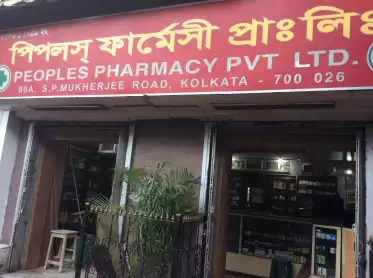 পিপলস্ ফার্মেসী প্রাঃ লিঃ
PEOPLES PHARMACY PVT LTD.
90A, S.P.MUKHERJEE ROAD, KOLKATA - 700 026